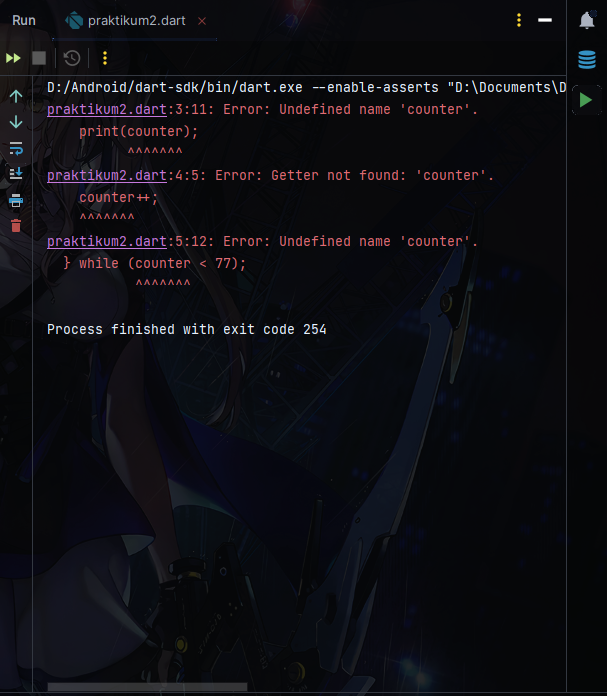 Run praktikum2.dart
D:/Android/dart-sdk/bin/dart.exe --enable-asserts "D:\Documents\D
praktikum2.dart:3:11: Error: Undefined name 'counter'.
    print(counter);
          ^^^^^^^
praktikum2.dart:4:5: Error: Getter not found: 'counter'.
    counter++;
    ^^^^^^^
praktikum2.dart:5:12: Error: Undefined name 'counter'.
  } while (counter < 77);
           ^^^^^^^
Process finished with exit code 254